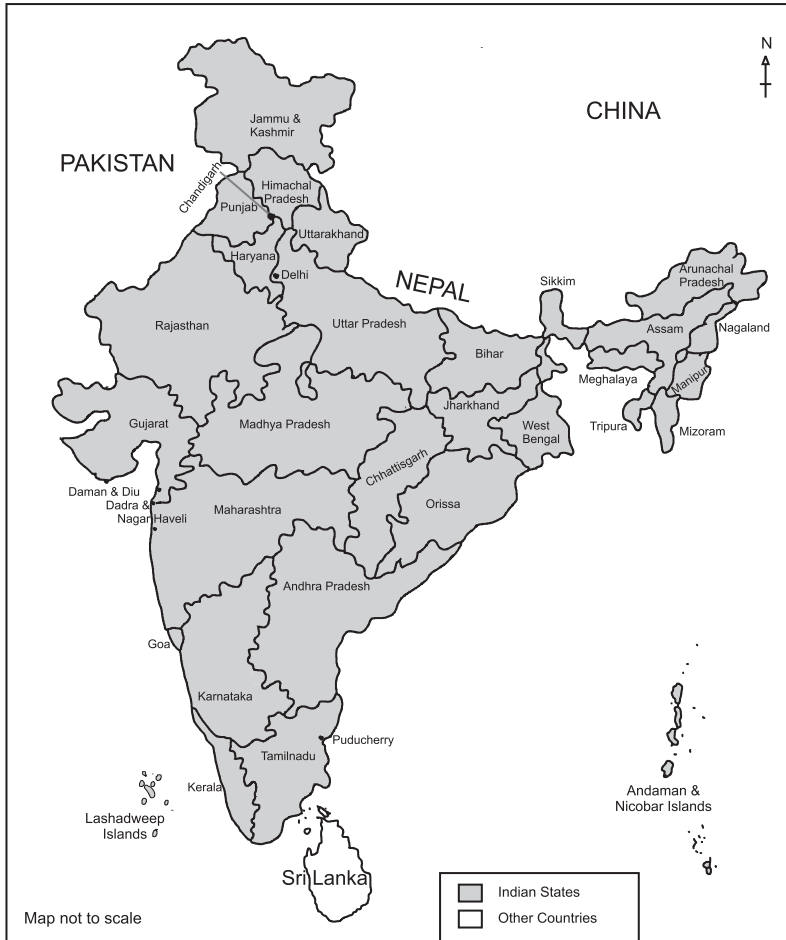 N
CHINA
Jammu &
Kashmir
PAKISTAN
Chandigarh
Himachal
Pradesh
Punjab
Uttarakhand
Haryana
Delhi
NEPAL
Sikkim
Arunachal
Pradesh
Rajasthan
Uttar Pradesh
Assam
Nagaland
Bihar
Meghalaya
Manipur
Jharkhand
Gujarat
Madhya Pradesh
West
Bengal
Tripura
Mizoram
Chhattisgarh
Daman & Diu
Dadra &
Nagar Haveli
Maharashtra
Orissa
Andhra Pradesh
Goa
Karnataka
Puducherry
Tamilnadu
Kerala
Lashadweep
Islands
Andaman &
Nicobar Islands
Sri Lanka
Indian States
Other Countries
Map not to scale